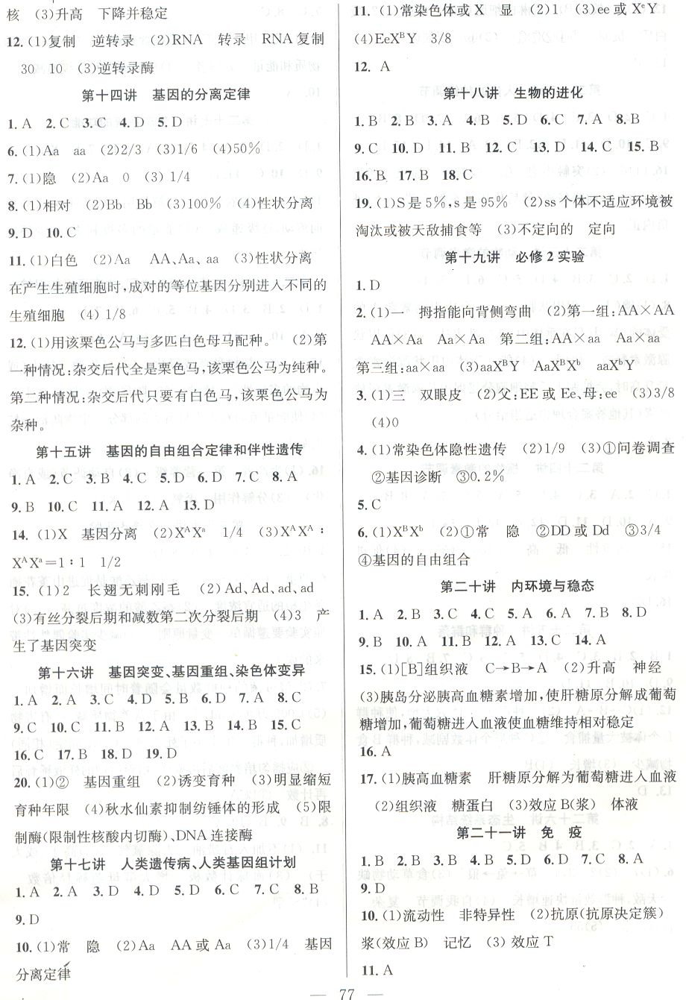 核　(3)升高　下降并稳定
12. (1)复制　逆转录　(2)RNA　转录　RNA复制
30　10　(3)逆转录酶
第十四讲　基因的分离定律
1. A　2. C　3. C　4. D　5. D
6. (1)Aa　aa　(2)2/3　(3)1/6　(4)50%
7. (1)隐　(2)Aa　0　(3) 1/4
8. (1)相对　(2)Bb　Bb　(3)100%　(4)性状分离
9. D　10. C
11. (1)白色　(2)Aa　AA、Aa、aa　(3)性状分离
在产生生殖细胞时,成对的等位基因分别进入不同的
生殖细胞　(4) 1/8
12. (1)用该栗色公马与多匹白色母马配种。　(2)第
一种情况:杂交后代全是栗色马,该栗色公马为纯种。
第二种情况:杂交后代只要有白色马,该栗色公马为
杂种。
第十五讲　基因的自由组合定律和伴性遗传
1. A　2. C　3. B　4. C　5. D　6. D　7. C　8. A
9. B　10. C　11. A　12. A　13. D
14. (1)X　基因分离　(2)XᴬXᵃ　1/4　(3)XᴬXᴬ∶
XᴬXᵃ=1∶1　1/2
15. (1)2　长翅无刺刚毛　(2) Ad、Ad、ad、ad
(3)有丝分裂后期和减数第二次分裂后期　(4)3　产
生了基因突变
第十六讲　基因突变、基因重组、染色体变异
1. A　2. A　3. C　4. D　5. B　6. D　7. A　8. C
9. C　10. C　11. B　12. A　13. B　14. B　15. C
16. C　17. B　18. D　19. D
20. (1)②　基因重组　(2)诱变育种　(3)明显缩短
育种年限　(4)秋水仙素抑制纺锤体的形成　(5)限
制酶(限制性核酸内切酶)、DNA连接酶
第十七讲　人类遗传病、人类基因组计划
1. A　2. A　3. D　4. D　5. D　6. C　7. C　8. B
9. D
10. (1)常　隐　(2)Aa　AA或Aa　(3)1/4　基因
分离定律
11. (1)常染色体或X　显　(2)1　(3)ee或XᵉY
(4)EeXᴮY　3/8
12. A
第十八讲　生物的进化
1. B　2. B　3. A　4. B　5. D　6. C　7. A　8. B
9. C　10. D　11. B　12. C　13. D　14. C　15. B
16. B　17. B　18. C
19. (1)S是5%,s是95%　(2)ss个体不适应环境被
淘汰或被天敌捕食等　(3)不定向的　定向
第十九讲　必修2实验
1. D
2. (1)一　拇指能向背侧弯曲　(2)第一组:AA×AA
AA×Aa　Aa×Aa　第二组:AA×aa　Aa×aa
第三组:aa×aa　(3)aaXᴮY　AaXᴮXᵇ　aaXᵇY
3. (1)三　双眼皮　(2)父:EE或Ee、母:ee　(3)3/8
(4)0
4. (1)常染色体隐性遗传　(2)1/9　(3)①问卷调查
②基因诊断　③0.2%
5. C
6. (1)XᴮXᵇ　(2)①常　隐　②DD或Dd　③3/4
④基因的自由组合
第二十讲　内环境与稳态
1. A　2. B　3. C　4. C　5. A　6. A　7. B　8. D
9. B　10. A　11. B　12. A　13. C　14. A
15. (1)[B]组织液　C→B→A　(2)升高　神经
(3)胰岛分泌胰高血糖素增加,使肝糖原分解成葡萄
糖增加,葡萄糖进入血液使血糖维持相对稳定
16. A
17. (1)胰高血糖素　肝糖原分解为葡萄糖进入血液
(2)组织液　糖蛋白　(3)效应B(浆)　体液
第二十一讲　免　疫
1. B　2. B　3. B　4. B　5. D　6. D　7. C　8. A
9. D
10. (1)流动性　非特异性　(2)抗原(抗原决定簇)
浆(效应B)　记忆　(3)效应T
11. A
— 77 —